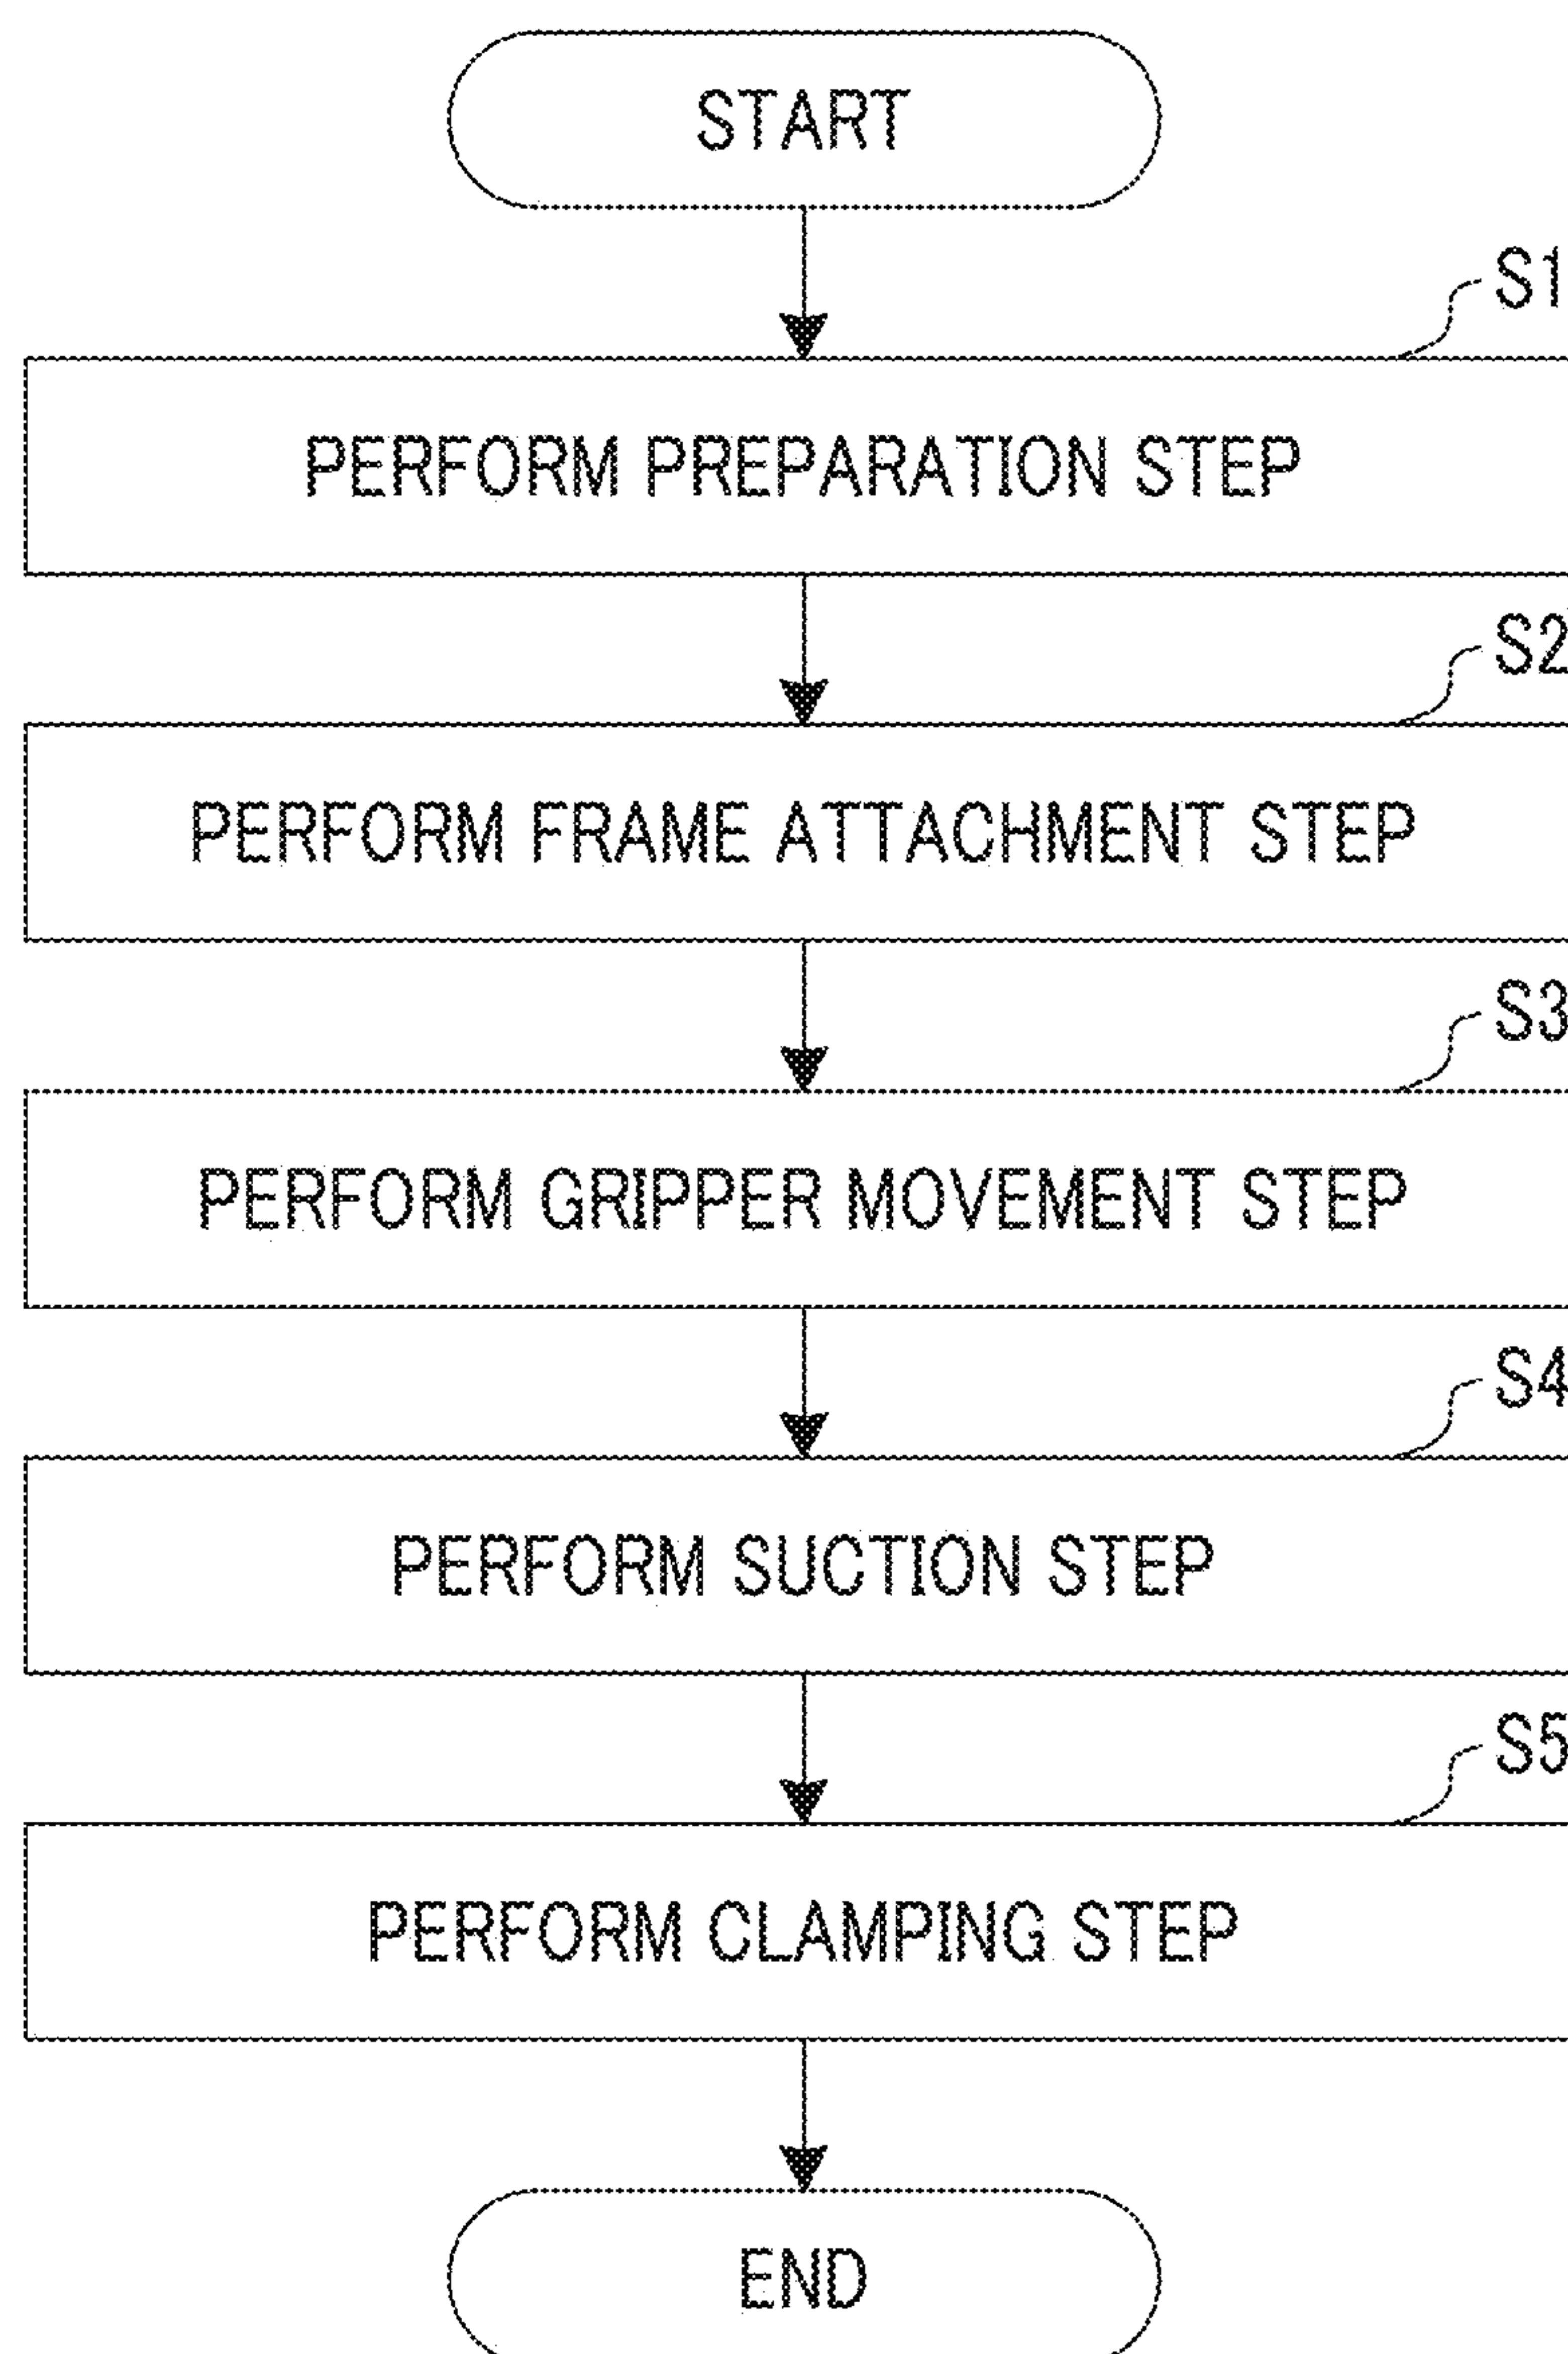 START
S1
PERFORM PREPARATION STEP
S2
PERFORM FRAME ATTACHMENT STEP
S3
PERFORM GRIPPER MOVEMENT STEP
S4
PERFORM SUCTION STEP
S5
PERFORM CLAMPING STEP
END